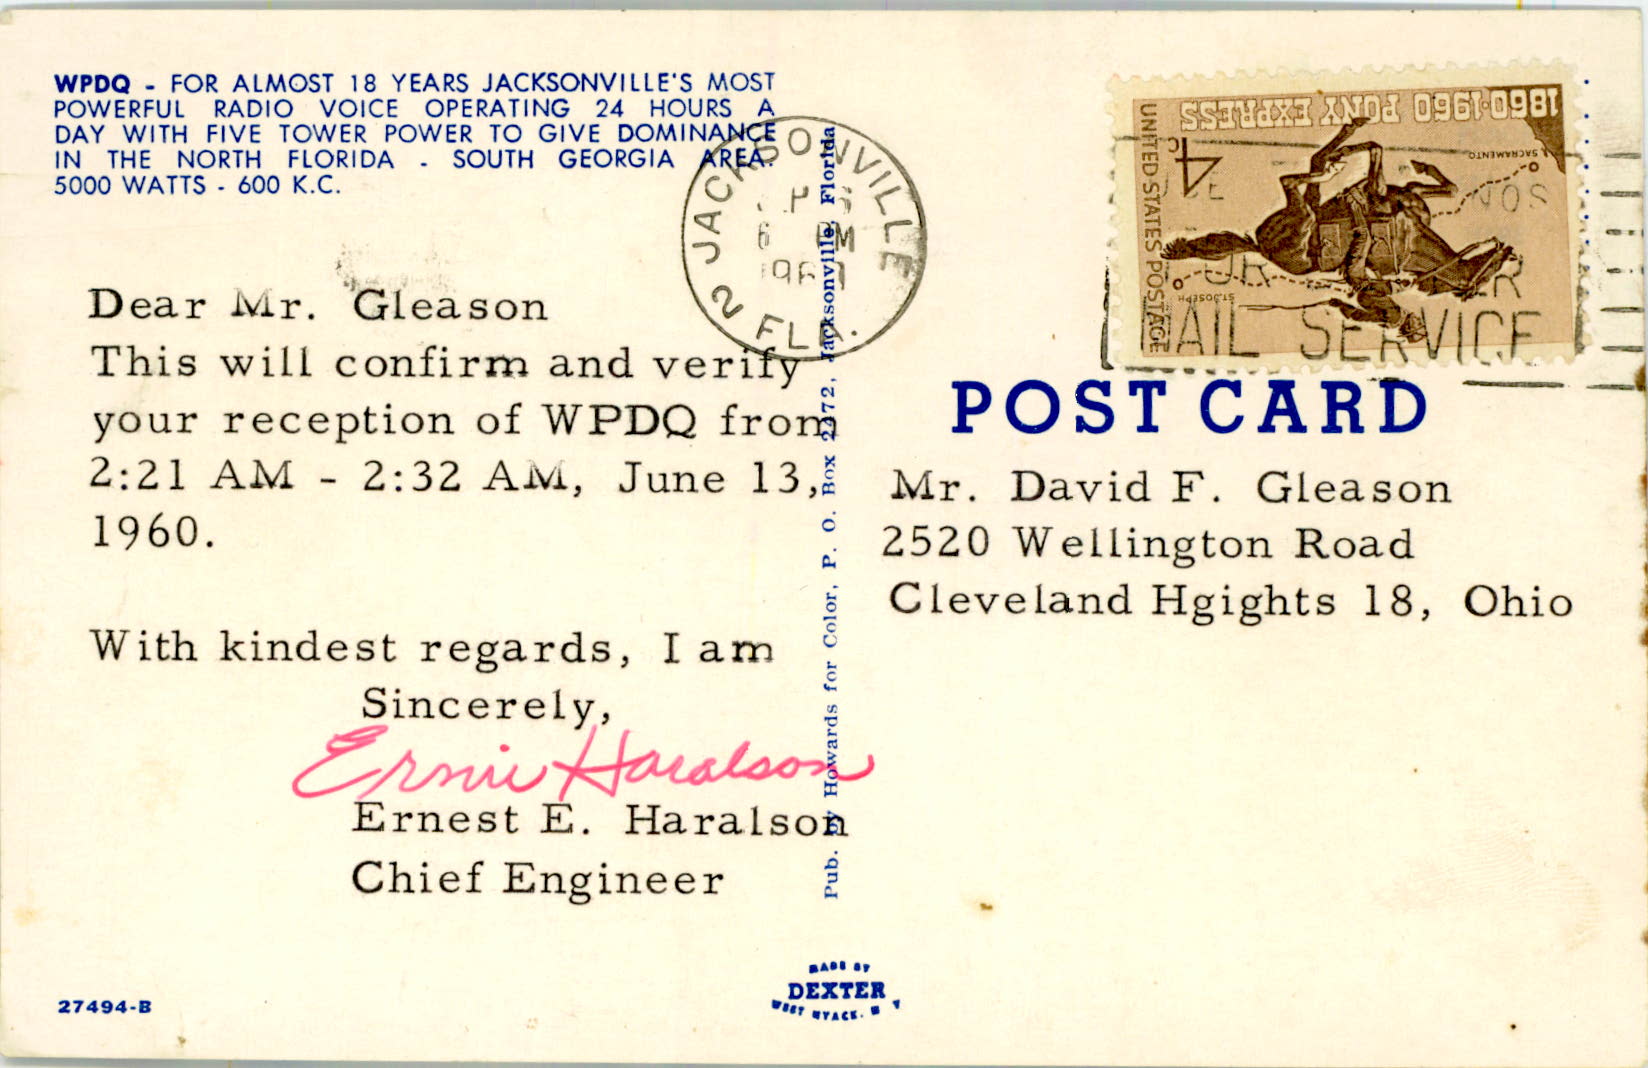 WPDQ - FOR ALMOST 18 YEARS JACKSONVILLE'S MOST
POWERFUL RADIO VOICE OPERATING 24 HOURS A
DAY WITH FIVE TOWER POWER TO GIVE DOMINANCE
IN THE NORTH FLORIDA - SOUTH GEORGIA AREA.
5000 WATTS - 600 K.C.
Dear Mr. Gleason
This will confirm and verify
your reception of WPDQ from
2:21 AM - 2:32 AM, June 13,
1960.
With kindest regards, I am
Sincerely,
Ernie Haralson
Ernest E. Haralson
Chief Engineer
27494-B
Pub. by Howards for Color, P. O. Box 2472, Jacksonville, Florida
MADE BY
DEXTER
WEST NYACK. N Y
JACKSONVILLE
2 FLA.
6 PM
1860-1960 PONY EXPRESS
UNITED STATES POSTAGE
4c
SACRAMENTO
ST. JOSEPH
MAIL SERVICE
POST CARD
Mr. David F. Gleason
2520 Wellington Road
Cleveland Hgights 18, Ohio